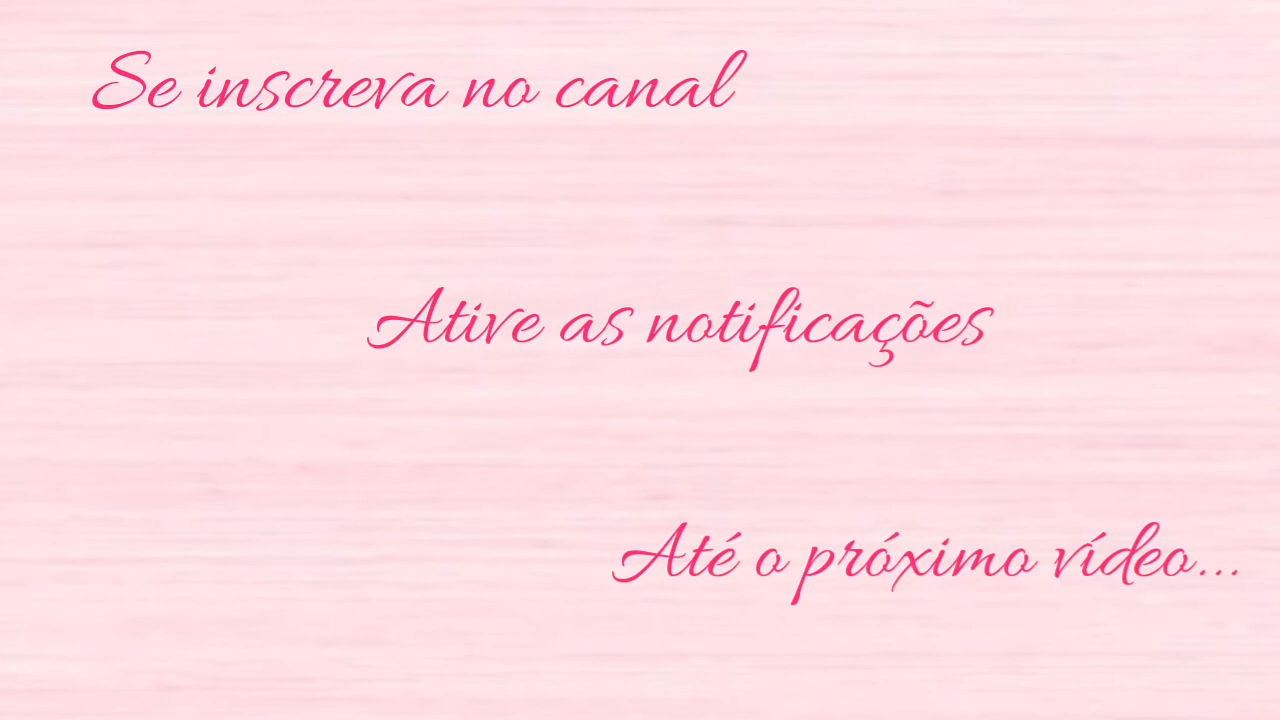 Se inscreva no canal
Ative as notificações
Até o próximo vídeo...